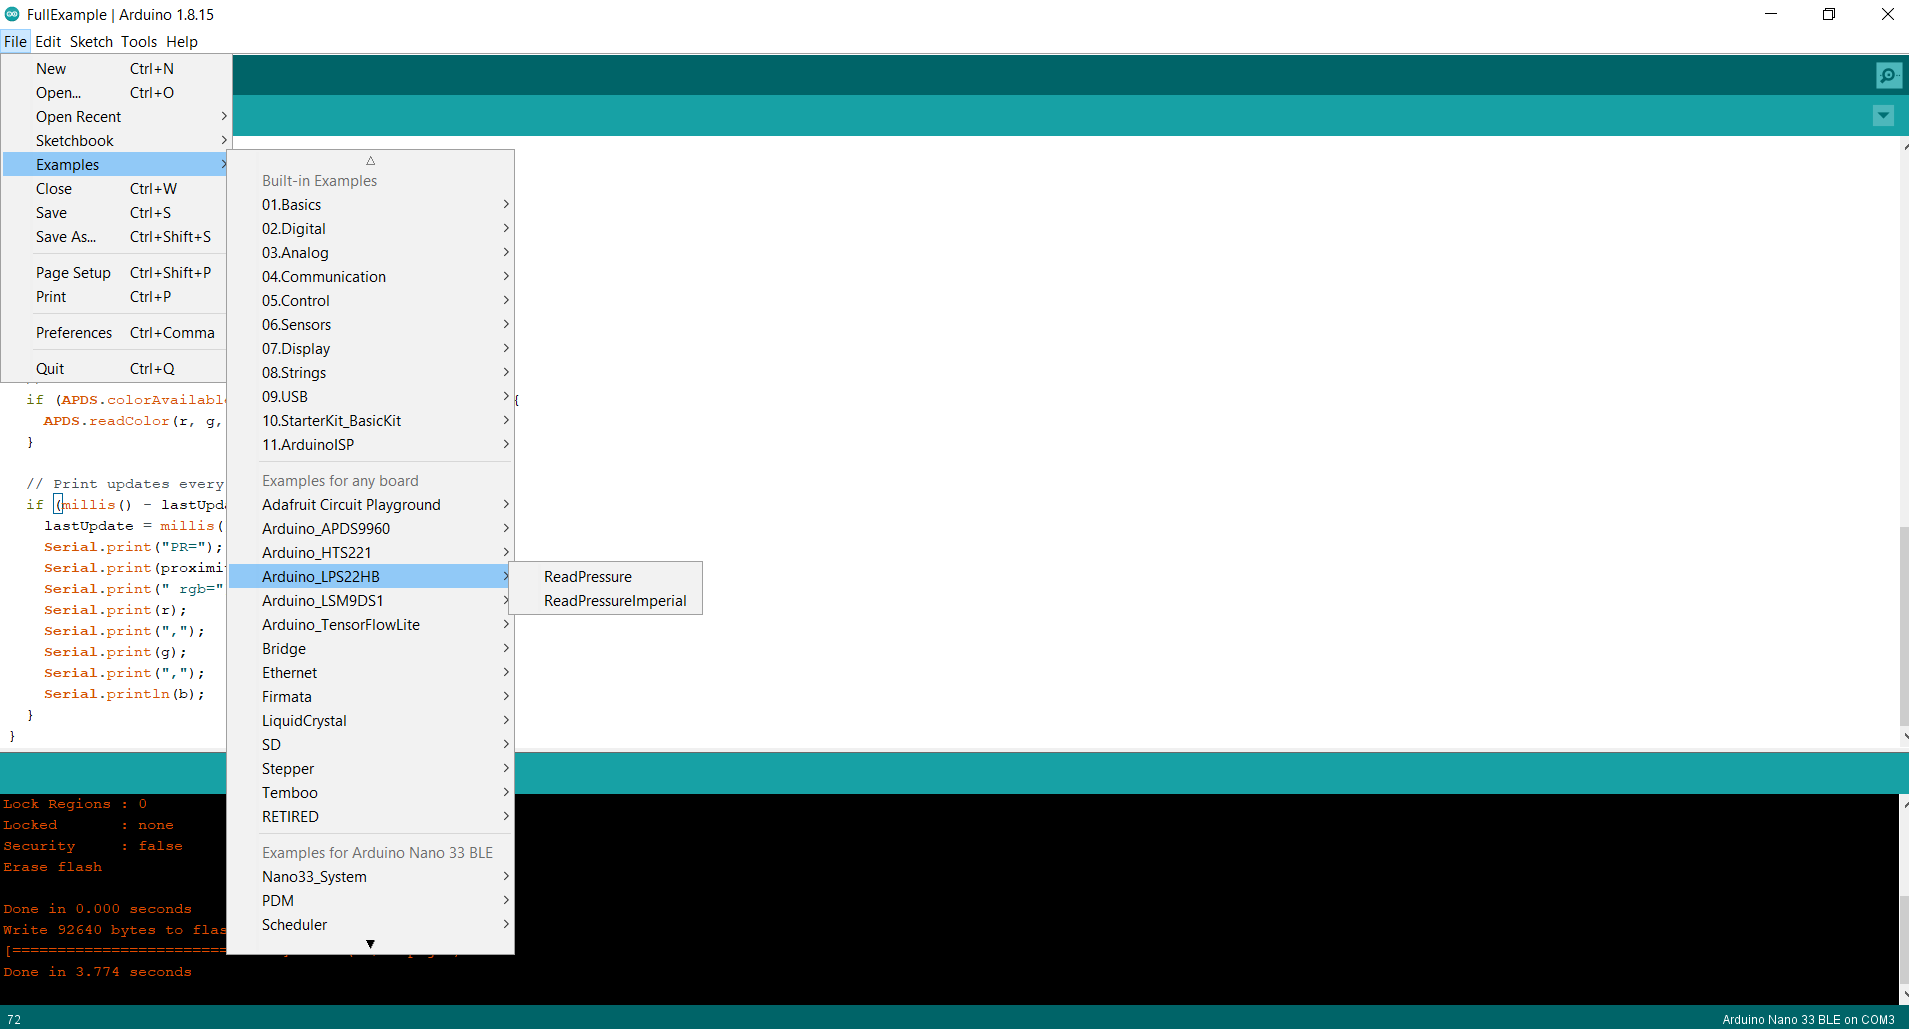 FullExample | Arduino 1.8.15
File Edit Sketch Tools Help
New Ctrl+N
Open... Ctrl+O
Open Recent
Sketchbook
Examples
Close Ctrl+W
Save Ctrl+S
Save As... Ctrl+Shift+S
Page Setup Ctrl+Shift+P
Print Ctrl+P
Preferences Ctrl+Comma
Quit Ctrl+Q
Built-in Examples
01.Basics
02.Digital
03.Analog
04.Communication
05.Control
06.Sensors
07.Display
08.Strings
09.USB
10.StarterKit_BasicKit
11.ArduinoISP
Examples for any board
Adafruit Circuit Playground
Arduino_APDS9960
Arduino_HTS221
Arduino_LPS22HB
Arduino_LSM9DS1
Arduino_TensorFlowLite
Bridge
Ethernet
Firmata
LiquidCrystal
SD
Stepper
Temboo
RETIRED
Examples for Arduino Nano 33 BLE
Nano33_System
PDM
Scheduler
ReadPressure
ReadPressureImperial
if (APDS.colorAvailabl {
APDS.readColor(r, g,
}
// Print updates every
if (millis() - lastUpd
lastUpdate = millis(
Serial.print("PR=");
Serial.print(proximi
Serial.print(" rgb="
Serial.print(r);
Serial.print(",");
Serial.print(g);
Serial.print(",");
Serial.println(b);
}
}
Lock Regions : 0
Locked : none
Security : false
Erase flash
Done in 0.000 seconds
Write 92640 bytes to flas
[========================
Done in 3.774 seconds
72
Arduino Nano 33 BLE on COM3